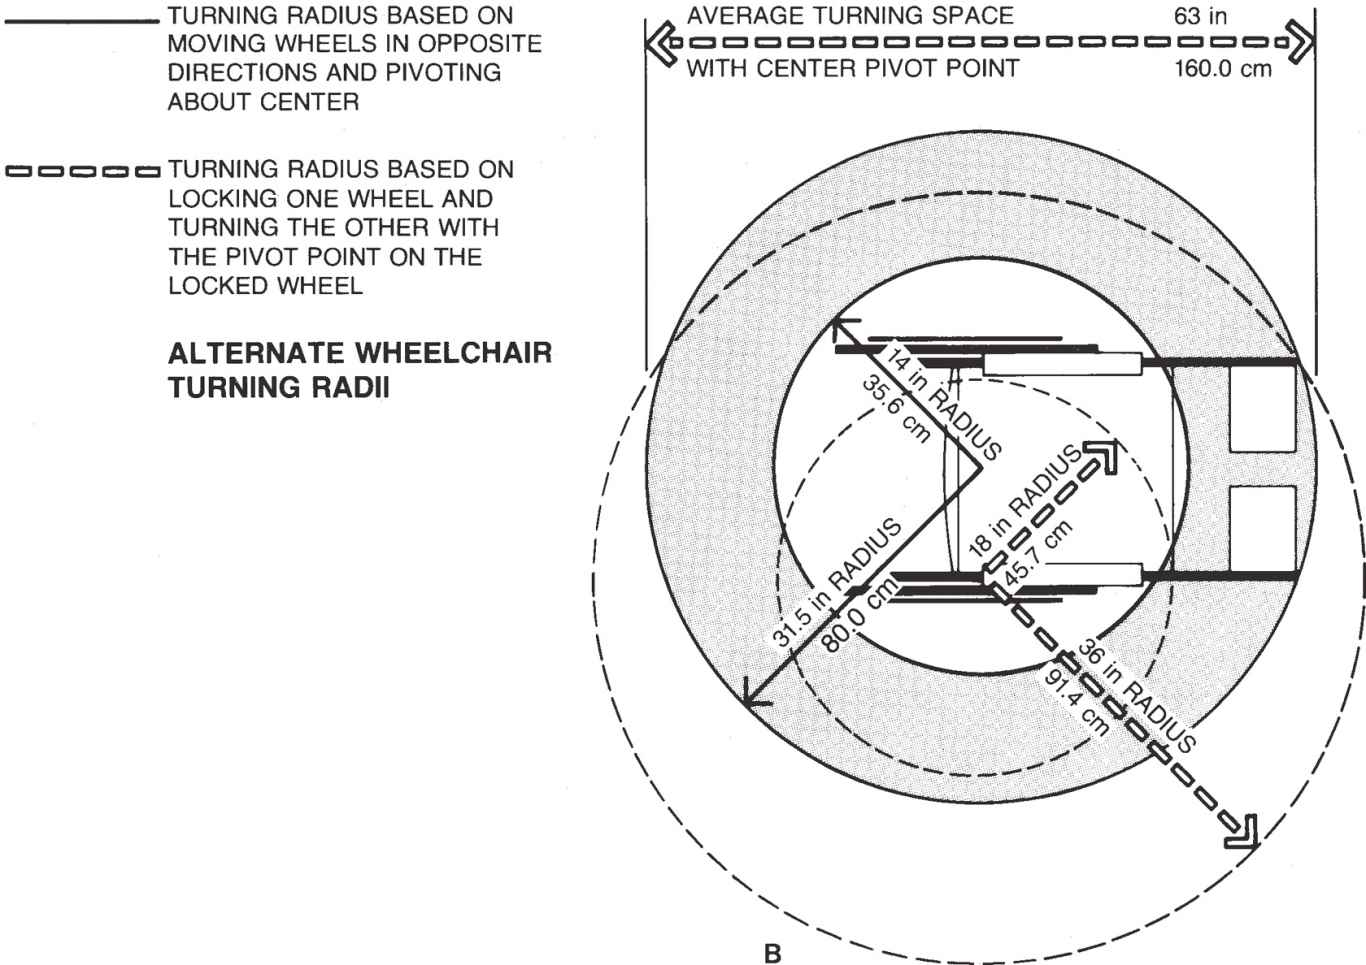 TURNING RADIUS BASED ON
MOVING WHEELS IN OPPOSITE
DIRECTIONS AND PIVOTING
ABOUT CENTER
TURNING RADIUS BASED ON
LOCKING ONE WHEEL AND
TURNING THE OTHER WITH
THE PIVOT POINT ON THE
LOCKED WHEEL
ALTERNATE WHEELCHAIR
TURNING RADII
AVERAGE TURNING SPACE 63 in
WITH CENTER PIVOT POINT 160.0 cm
14 in RADIUS
35.6 cm
18 in RADIUS
45.7 cm
31.5 in RADIUS
80.0 cm
36 in RADIUS
91.4 cm
B